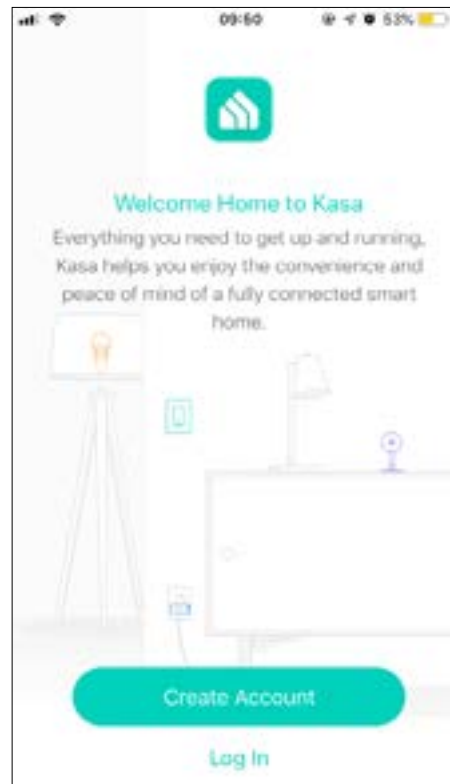 09:50 53%
Welcome Home to Kasa
Everything you need to get up and running,
Kasa helps you enjoy the convenience and
peace of mind of a fully connected smart
home.
Create Account
Log In